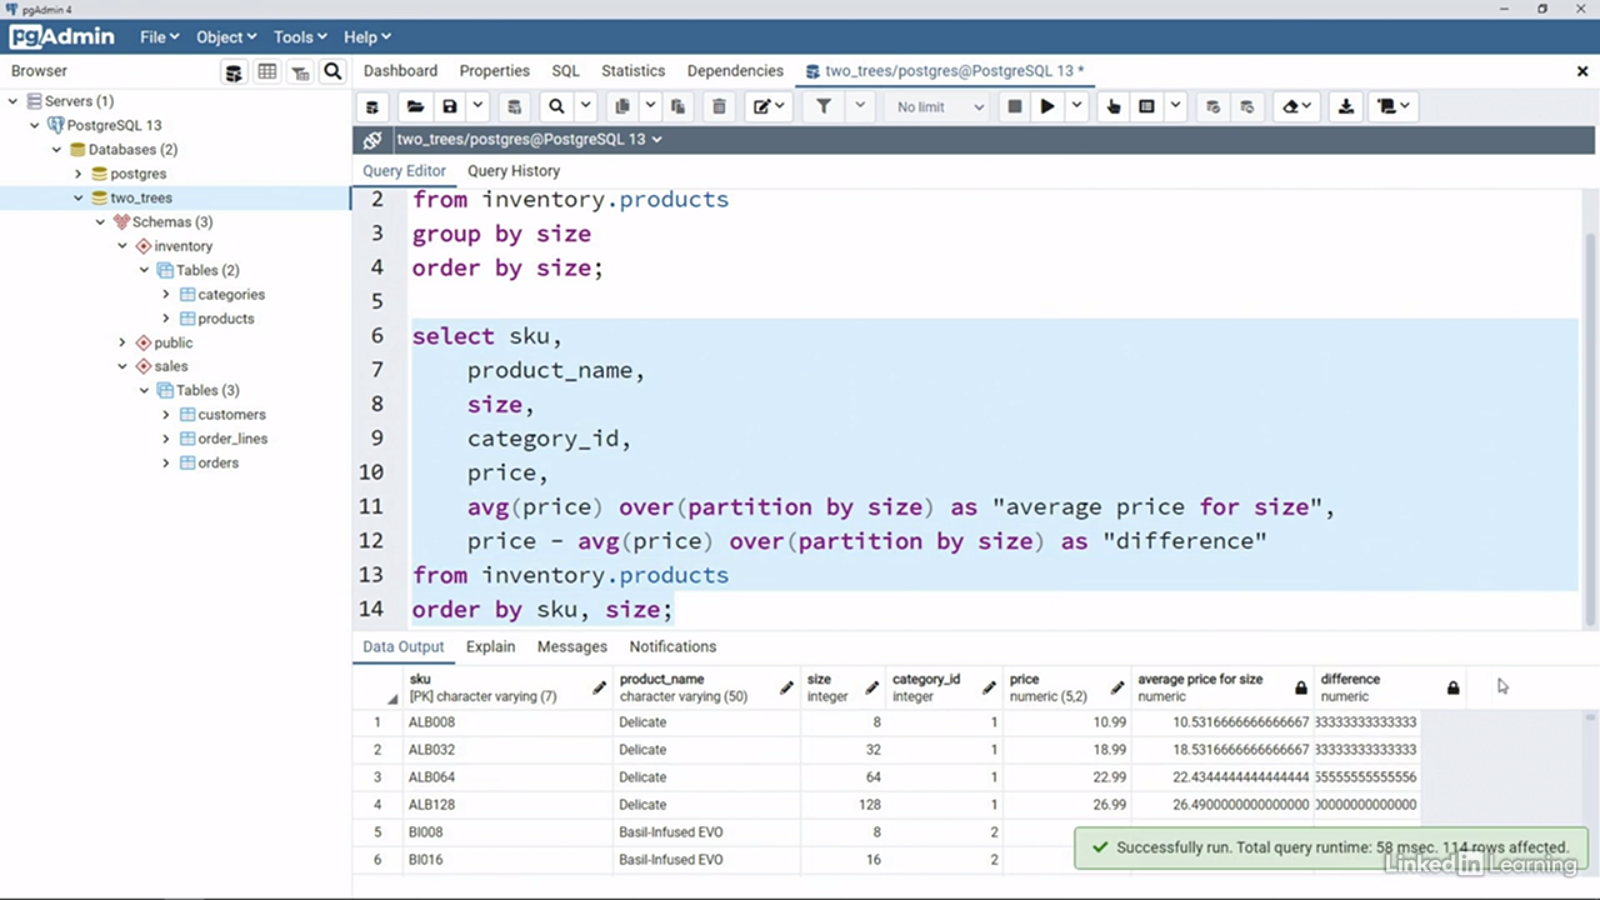 pgAdmin 4
pgAdmin File Object Tools Help
Browser
Dashboard Properties SQL Statistics Dependencies two_trees/postgres@PostgreSQL 13 *
Servers (1)
PostgreSQL 13
Databases (2)
postgres
two_trees
Schemas (3)
inventory
Tables (2)
categories
products
public
sales
Tables (3)
customers
order_lines
orders
No limit
two_trees/postgres@PostgreSQL 13
Query Editor Query History
2 from inventory.products
3 group by size
4 order by size;
5
6 select sku,
7 product_name,
8 size,
9 category_id,
10 price,
11 avg(price) over(partition by size) as "average price for size",
12 price - avg(price) over(partition by size) as "difference"
13 from inventory.products
14 order by sku, size;
Data Output Explain Messages Notifications
sku product_name size category_id price average price for size difference
[PK] character varying (7) character varying (50) integer integer numeric (5,2) numeric numeric
1 ALB008 Delicate 8 1 10.99 10.5316666666666667 33333333333333
2 ALB032 Delicate 32 1 18.99 18.5316666666666667 33333333333333
3 ALB064 Delicate 64 1 22.99 22.4344444444444444 55555555555556
4 ALB128 Delicate 128 1 26.99 26.4900000000000000 00000000000000
5 BI008 Basil-Infused EVO 8 2
6 BI016 Basil-Infused EVO 16 2
Successfully run. Total query runtime: 58 msec. 114 rows affected.
Linked in Learning